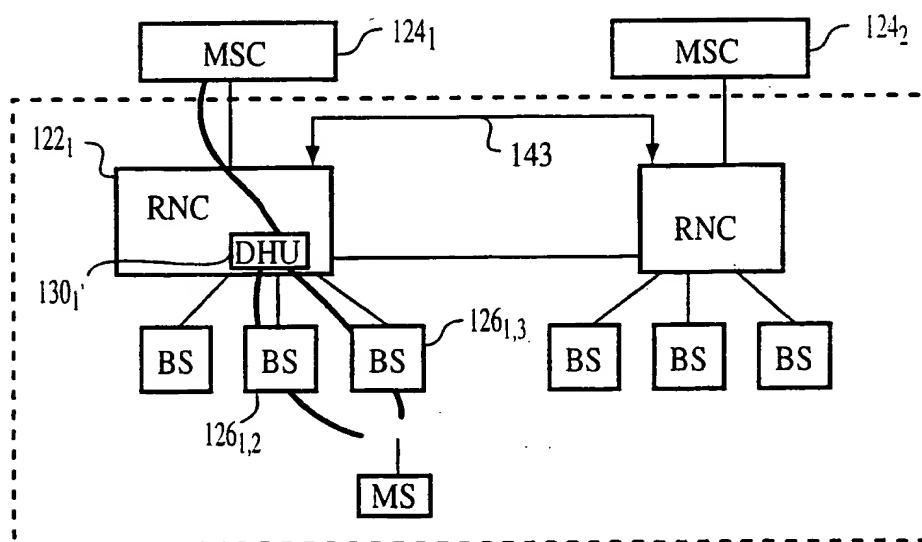 MSC
124₁
MSC
124₂
122₁
143
RNC
RNC
DHU
130₁'
126₁,₃
BS
BS
BS
BS
BS
BS
126₁,₂
MS